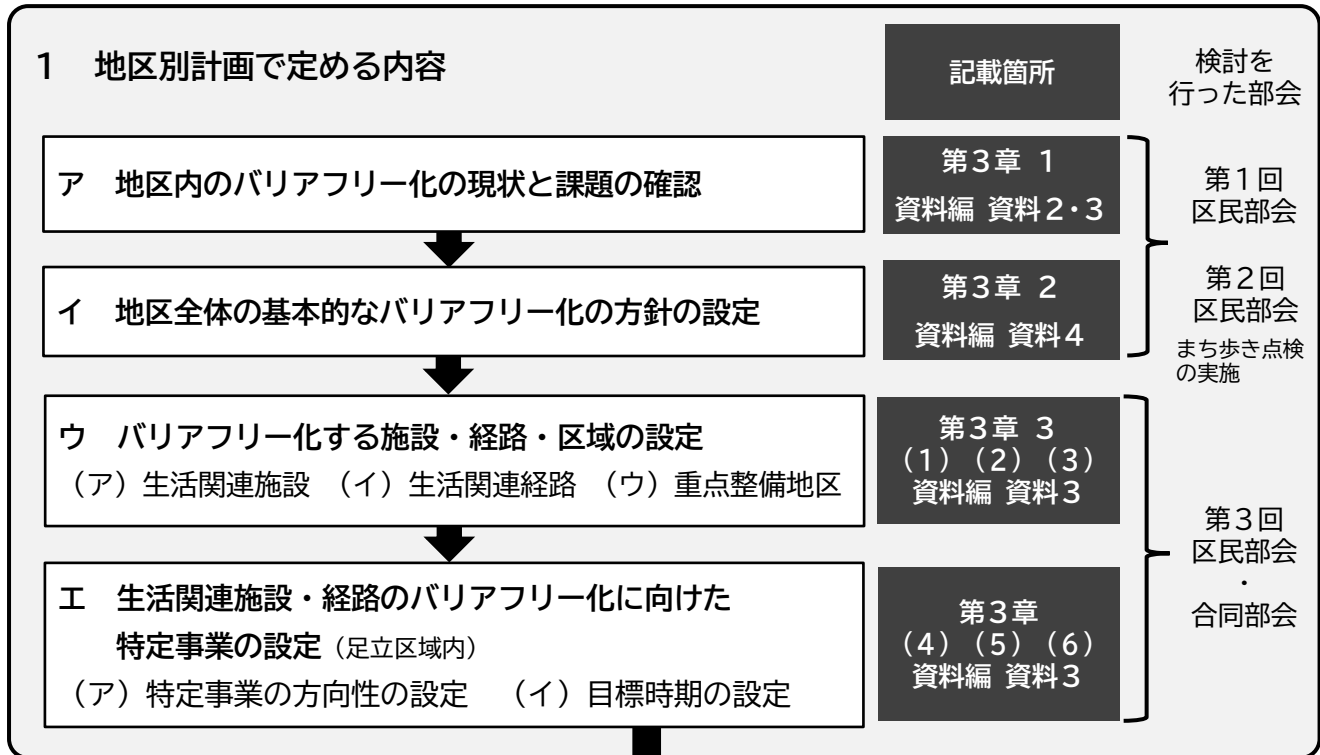 1 地区別計画で定める内容
記載箇所
検討を
行った部会
ア 地区内のバリアフリー化の現状と課題の確認
第3章 1
資料編 資料2・3
第1回
区民部会
イ 地区全体の基本的なバリアフリー化の方針の設定
第3章 2
資料編 資料4
第2回
区民部会
まち歩き点検
の実施
ウ バリアフリー化する施設・経路・区域の設定
（ア）生活関連施設 （イ）生活関連経路 （ウ）重点整備地区
第3章 3
（1）（2）（3）
資料編 資料3
エ 生活関連施設・経路のバリアフリー化に向けた
特定事業の設定（足立区域内）
（ア）特定事業の方向性の設定 （イ）目標時期の設定
第3章
（4）（5）（6）
資料編 資料3
第3回
区民部会
・
合同部会